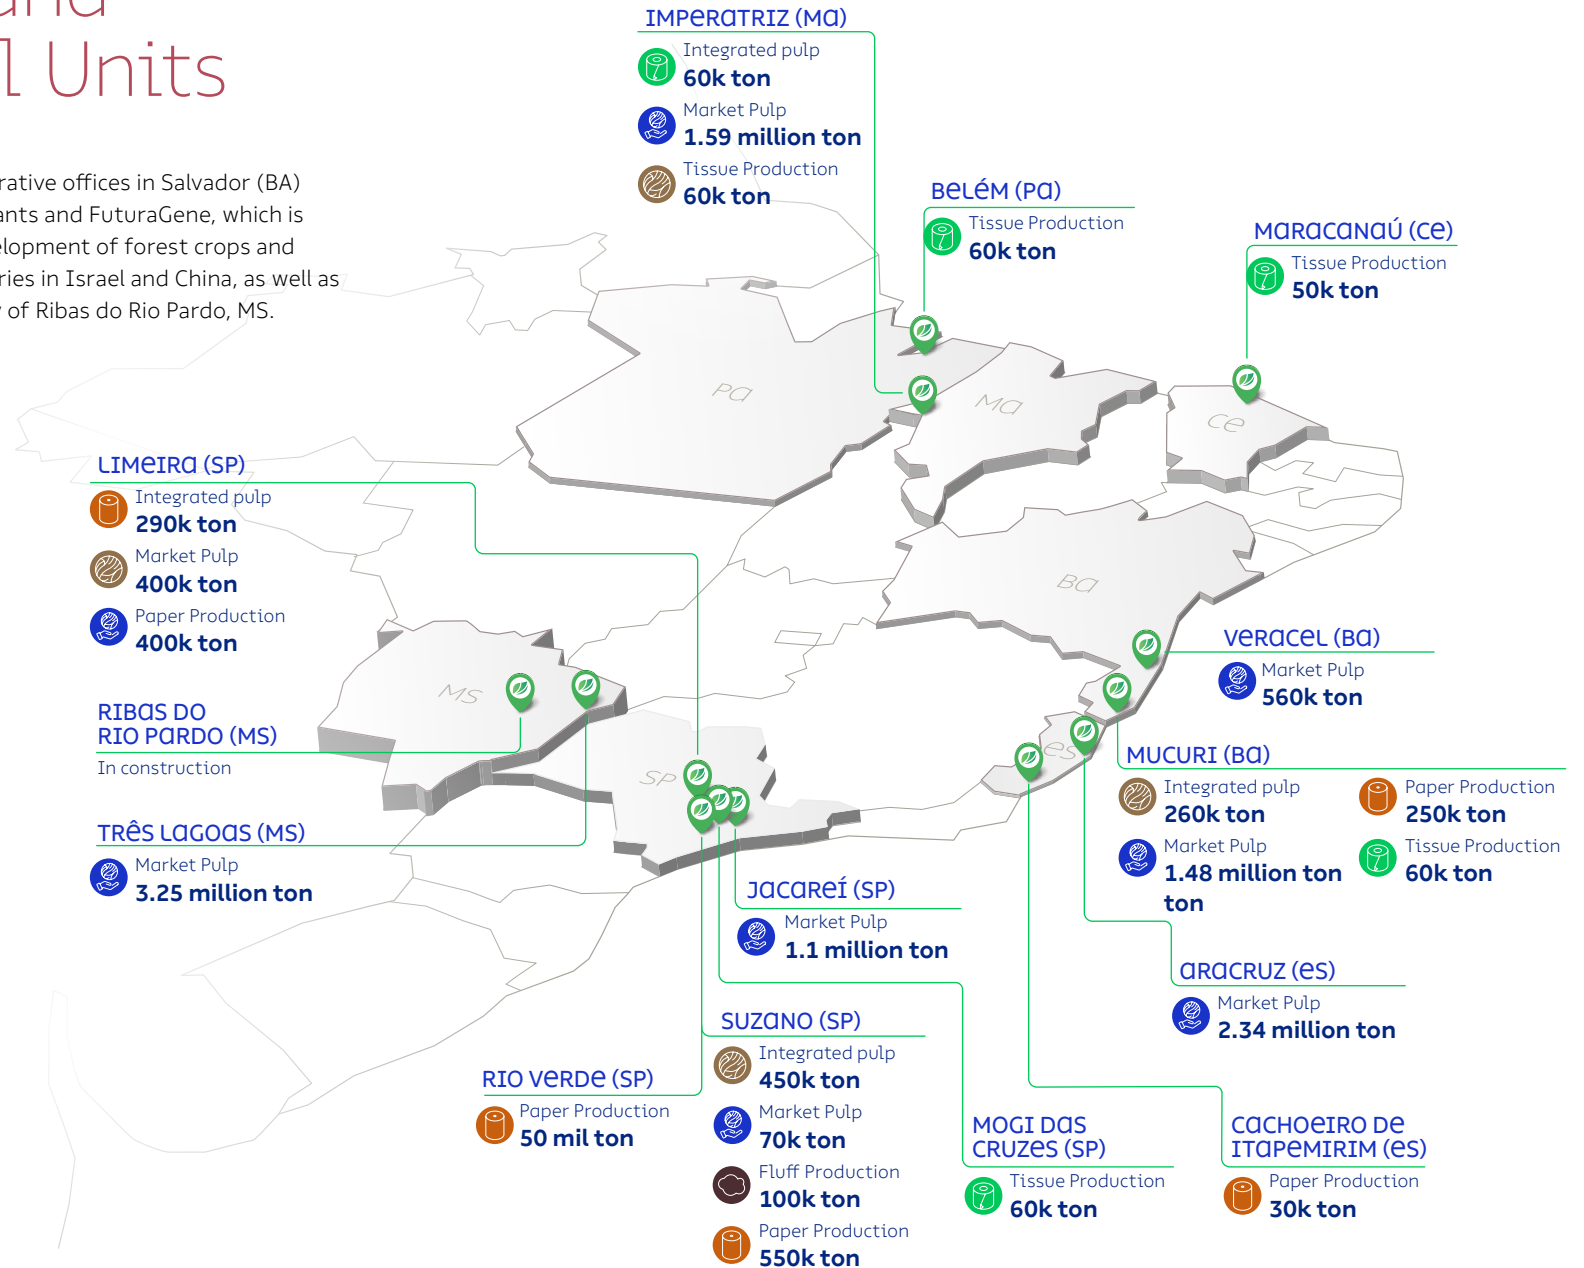 and
l Units
rative offices in Salvador (BA)
ants and FuturaGene, which is
elopment of forest crops and
ries in Israel and China, as well as
y of Ribas do Rio Pardo, MS.
IMPERATRIZ (MA)
Integrated pulp
60k ton
Market Pulp
1.59 million ton
Tissue Production
60k ton
BELÉM (PA)
Tissue Production
60k ton
MARACANAÚ (CE)
Tissue Production
50k ton
PA
MA
CE
LIMEIRA (SP)
Integrated pulp
290k ton
Market Pulp
400k ton
Paper Production
400k ton
BA
VERACEL (BA)
Market Pulp
560k ton
MS
RIBAS DO
RIO PARDO (MS)
In construction
ES
SP
MUCURI (BA)
Integrated pulp
260k ton
Market Pulp
1.48 million ton
ton
Paper Production
250k ton
Tissue Production
60k ton
TRÊS LAGOAS (MS)
Market Pulp
3.25 million ton
JACAREÍ (SP)
Market Pulp
1.1 million ton
ARACRUZ (ES)
Market Pulp
2.34 million ton
SUZANO (SP)
Integrated pulp
450k ton
Market Pulp
70k ton
Fluff Production
100k ton
Paper Production
550k ton
RIO VERDE (SP)
Paper Production
50 mil ton
MOGI DAS
CRUZES (SP)
Tissue Production
60k ton
CACHOEIRO DE
ITAPEMIRIM (ES)
Paper Production
30k ton